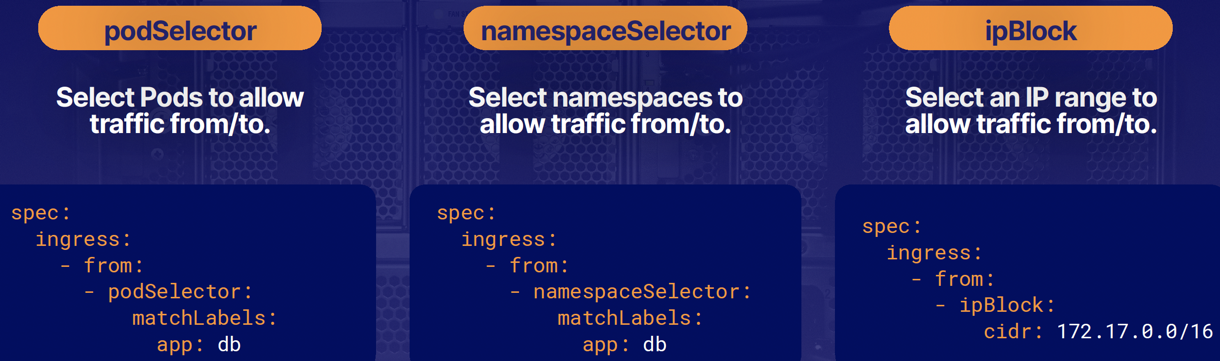 podSelector
Select Pods to allow
traffic from/to.
spec:
  ingress:
    - from:
      - podSelector:
          matchLabels:
            app: db
namespaceSelector
Select namespaces to
allow traffic from/to.
spec:
  ingress:
    - from:
      - namespaceSelector:
          matchLabels:
            app: db
ipBlock
Select an IP range to
allow traffic from/to.
spec:
  ingress:
    - from:
      - ipBlock:
          cidr: 172.17.0.0/16